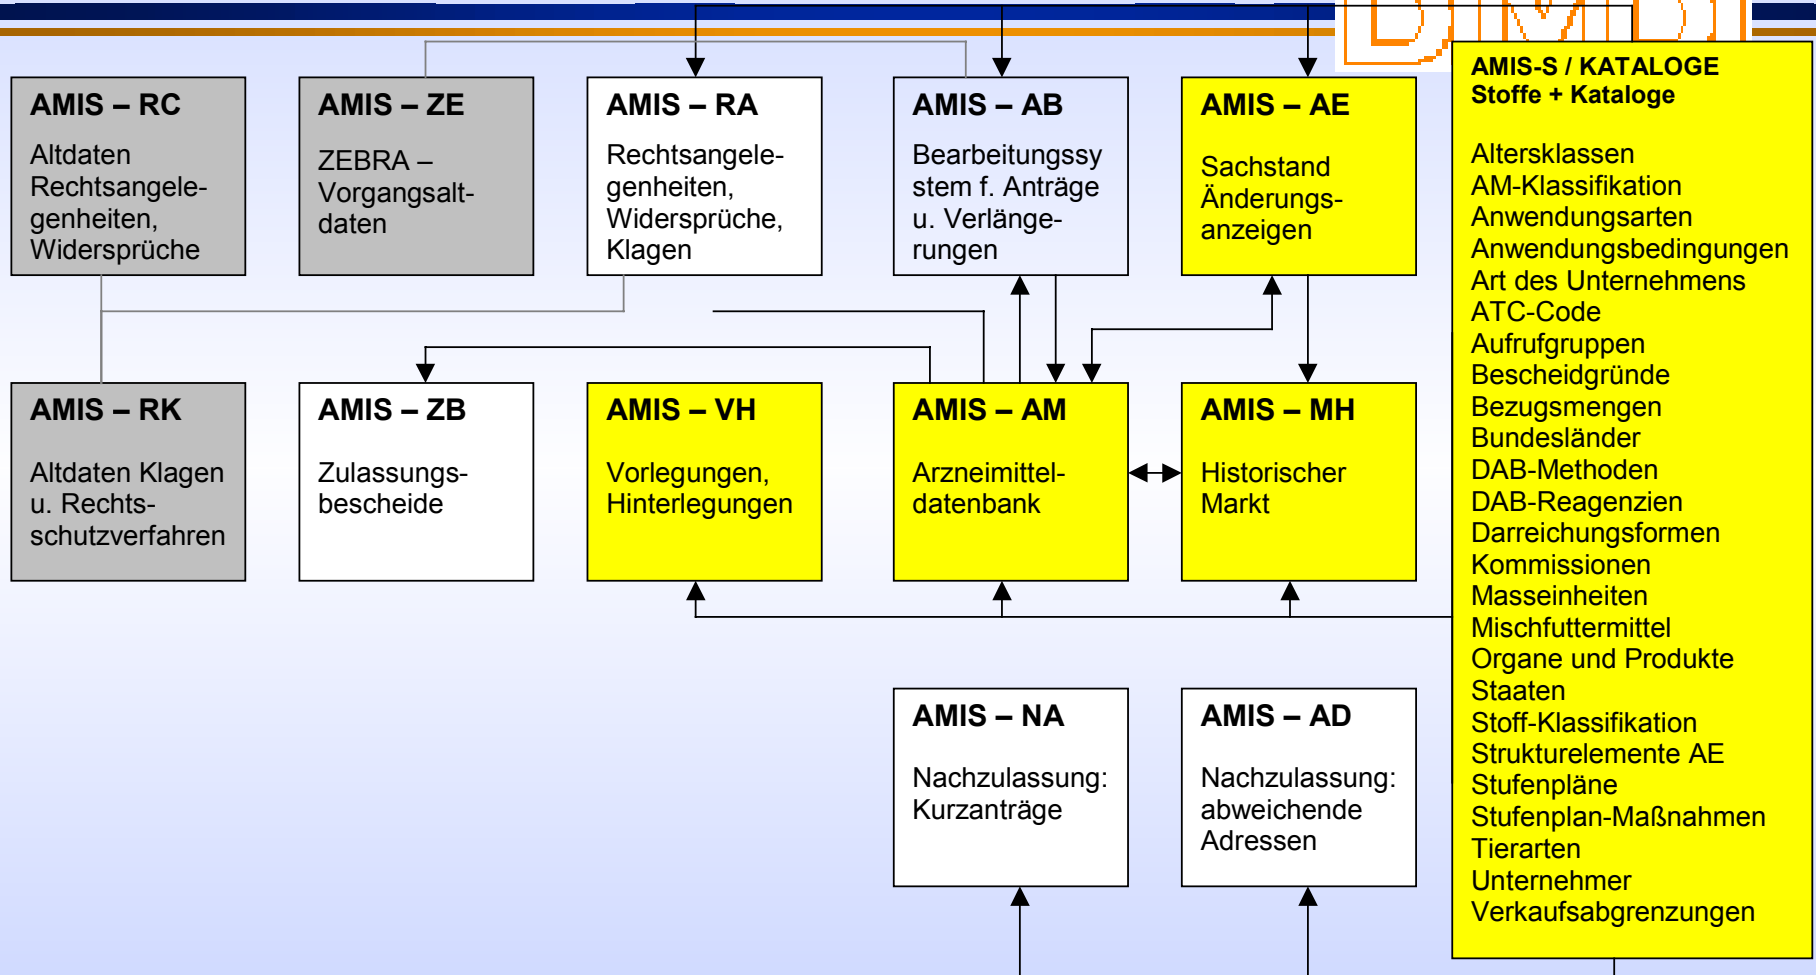 AMIS – RC
Altdaten
Rechtsangele-
genheiten,
Widersprüche
AMIS – ZE
ZEBRA –
Vorgangsalt-
daten
AMIS – RA
Rechtsangele-
genheiten,
Widersprüche,
Klagen
AMIS – AB
Bearbeitungssy
stem f. Anträge
u. Verlänge-
rungen
AMIS – AE
Sachstand
Änderungs-
anzeigen
AMIS – RK
Altdaten Klagen
u. Rechts-
schutzverfahren
AMIS – ZB
Zulassungs-
bescheide
AMIS – VH
Vorlegungen,
Hinterlegungen
AMIS – AM
Arzneimittel-
datenbank
AMIS – MH
Historischer
Markt
AMIS – NA
Nachzulassung:
Kurzanträge
AMIS – AD
Nachzulassung:
abweichende
Adressen
AMIS-S / KATALOGE
Stoffe + Kataloge
Altersklassen
AM-Klassifikation
Anwendungsarten
Anwendungsbedingungen
Art des Unternehmens
ATC-Code
Aufrufgruppen
Bescheidgründe
Bezugsmengen
Bundesländer
DAB-Methoden
DAB-Reagenzien
Darreichungsformen
Kommissionen
Masseinheiten
Mischfuttermittel
Organe und Produkte
Staaten
Stoff-Klassifikation
Strukturelemente AE
Stufenpläne
Stufenplan-Maßnahmen
Tierarten
Unternehmer
Verkaufsabgrenzungen